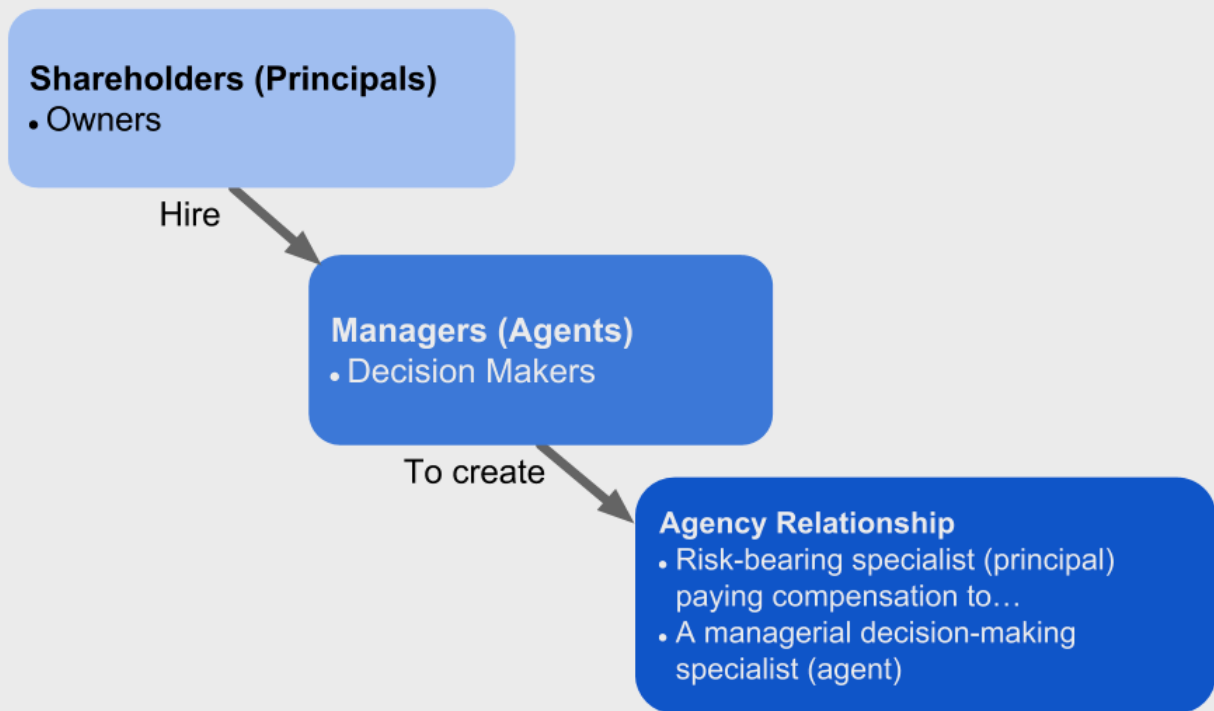 Shareholders (Principals)
• Owners
Hire
Managers (Agents)
• Decision Makers
To create
Agency Relationship
• Risk-bearing specialist (principal)
paying compensation to…
• A managerial decision-making
specialist (agent)